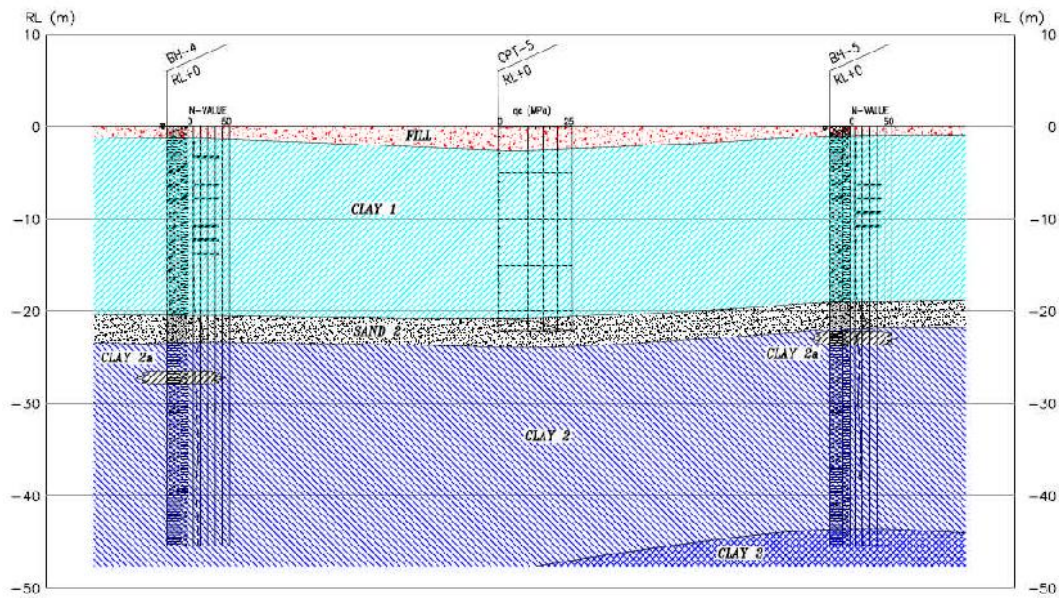 RL (m)
RL (m)
10
10
BH-4
RL+0
CPT-5
RL+0
BH-5
RL+0
N-VALUE
0 50
qc (MPa)
0 25
N-VALUE
0 50
0
0
FILL
CLAY 1
-10
-10
-20
-20
SAND 2
CLAY 2a
CLAY 2a
-30
-30
CLAY 2
-40
-40
CLAY 3
-50
-50